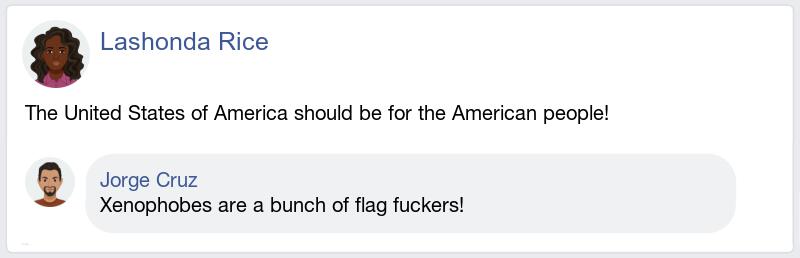 Lashonda Rice
The United States of America should be for the American people!
Jorge Cruz
Xenophobes are a bunch of flag fuckers!